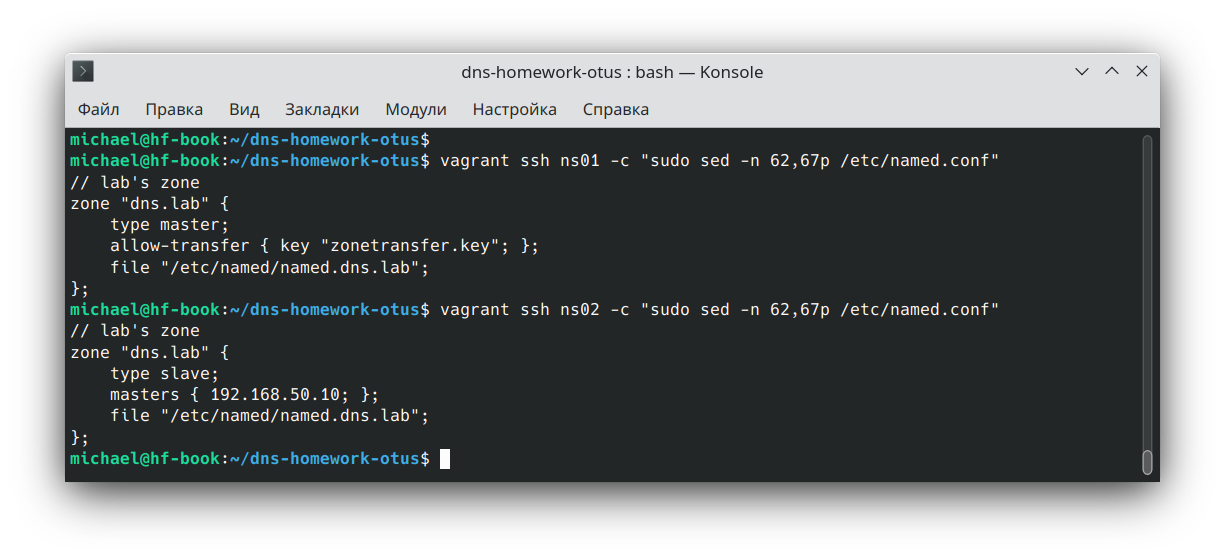 dns-homework-otus : bash — Konsole
Файл Правка Вид Закладки Модули Настройка Справка
michael@hf-book:~/dns-homework-otus$
michael@hf-book:~/dns-homework-otus$ vagrant ssh ns01 -c "sudo sed -n 62,67p /etc/named.conf"
// lab's zone
zone "dns.lab" {
    type master;
    allow-transfer { key "zonetransfer.key"; };
    file "/etc/named/named.dns.lab";
};
michael@hf-book:~/dns-homework-otus$ vagrant ssh ns02 -c "sudo sed -n 62,67p /etc/named.conf"
// lab's zone
zone "dns.lab" {
    type slave;
    masters { 192.168.50.10; };
    file "/etc/named/named.dns.lab";
};
michael@hf-book:~/dns-homework-otus$